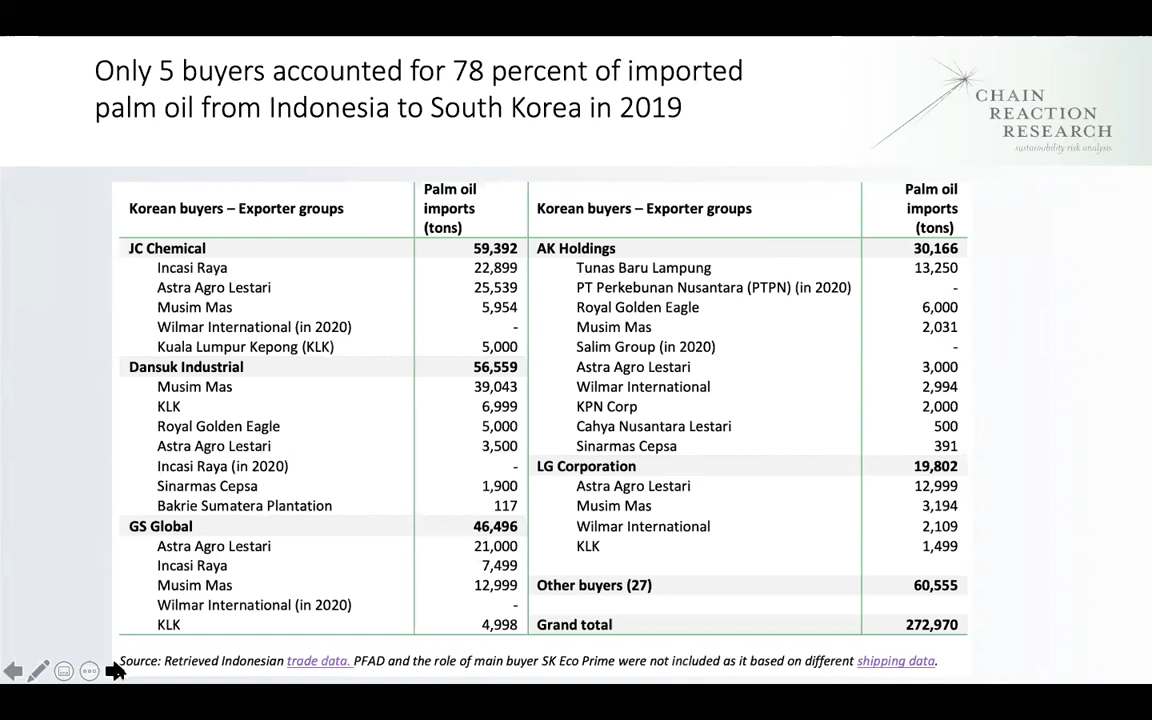 Only 5 buyers accounted for 78 percent of imported
palm oil from Indonesia to South Korea in 2019
CHAIN
REACTION
RESEARCH
sustainability risk analysis
Korean buyers – Exporter groups Palm oil imports (tons)
JC Chemical 59,392
Incasi Raya 22,899
Astra Agro Lestari 25,539
Musim Mas 5,954
Wilmar International (in 2020) -
Kuala Lumpur Kepong (KLK) 5,000
Dansuk Industrial 56,559
Musim Mas 39,043
KLK 6,999
Royal Golden Eagle 5,000
Astra Agro Lestari 3,500
Incasi Raya (in 2020) -
Sinarmas Cepsa 1,900
Bakrie Sumatera Plantation 117
GS Global 46,496
Astra Agro Lestari 21,000
Incasi Raya 7,499
Musim Mas 12,999
Wilmar International (in 2020) -
KLK 4,998
Korean buyers – Exporter groups Palm oil imports (tons)
AK Holdings 30,166
Tunas Baru Lampung 13,250
PT Perkebunan Nusantara (PTPN) (in 2020) -
Royal Golden Eagle 6,000
Musim Mas 2,031
Salim Group (in 2020) -
Astra Agro Lestari 3,000
Wilmar International 2,994
KPN Corp 2,000
Cahya Nusantara Lestari 500
Sinarmas Cepsa 391
LG Corporation 19,802
Astra Agro Lestari 12,999
Musim Mas 3,194
Wilmar International 2,109
KLK 1,499
Other buyers (27) 60,555
Grand total 272,970
Source: Retrieved Indonesian trade data. PFAD and the role of main buyer SK Eco Prime were not included as it based on different shipping data.